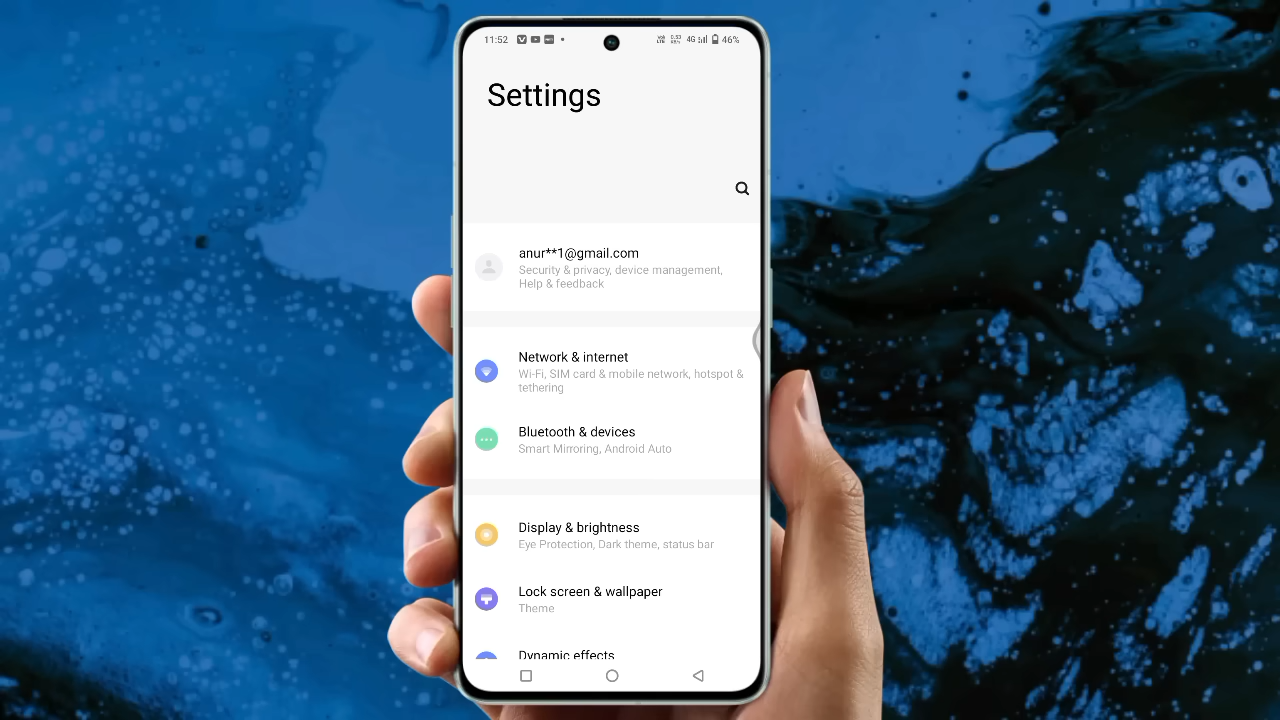 11:52
4G 46%
Settings
anur**1@gmail.com
Security & privacy, device management,
Help & feedback
Network & internet
Wi-Fi, SIM card & mobile network, hotspot &
tethering
Bluetooth & devices
Smart Mirroring, Android Auto
Display & brightness
Eye Protection, Dark theme, status bar
Lock screen & wallpaper
Theme
Dynamic effects